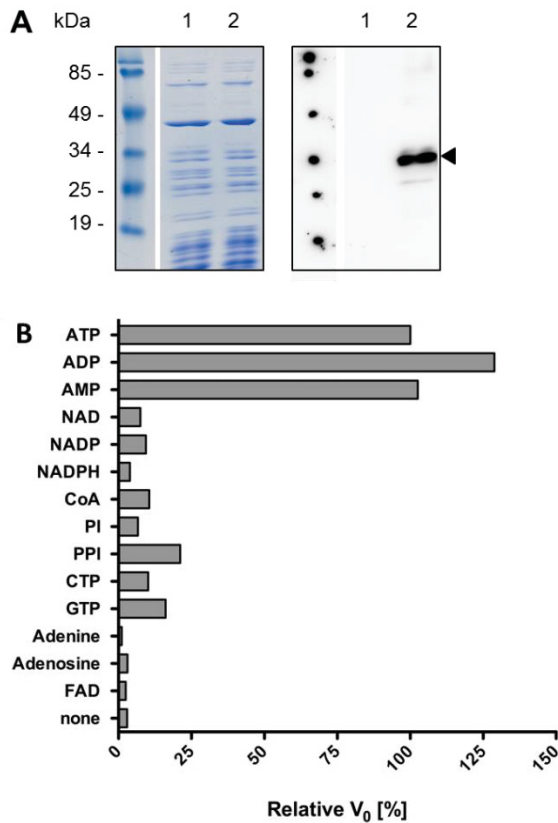 A kDa 1 2 1 2
85 -
49 -
34 -
25 -
19 -
B
ATP
ADP
AMP
NAD
NADP
NADPH
CoA
PI
PPI
CTP
GTP
Adenine
Adenosine
FAD
none
0 25 50 75 100 125 150
Relative V₀ [%]